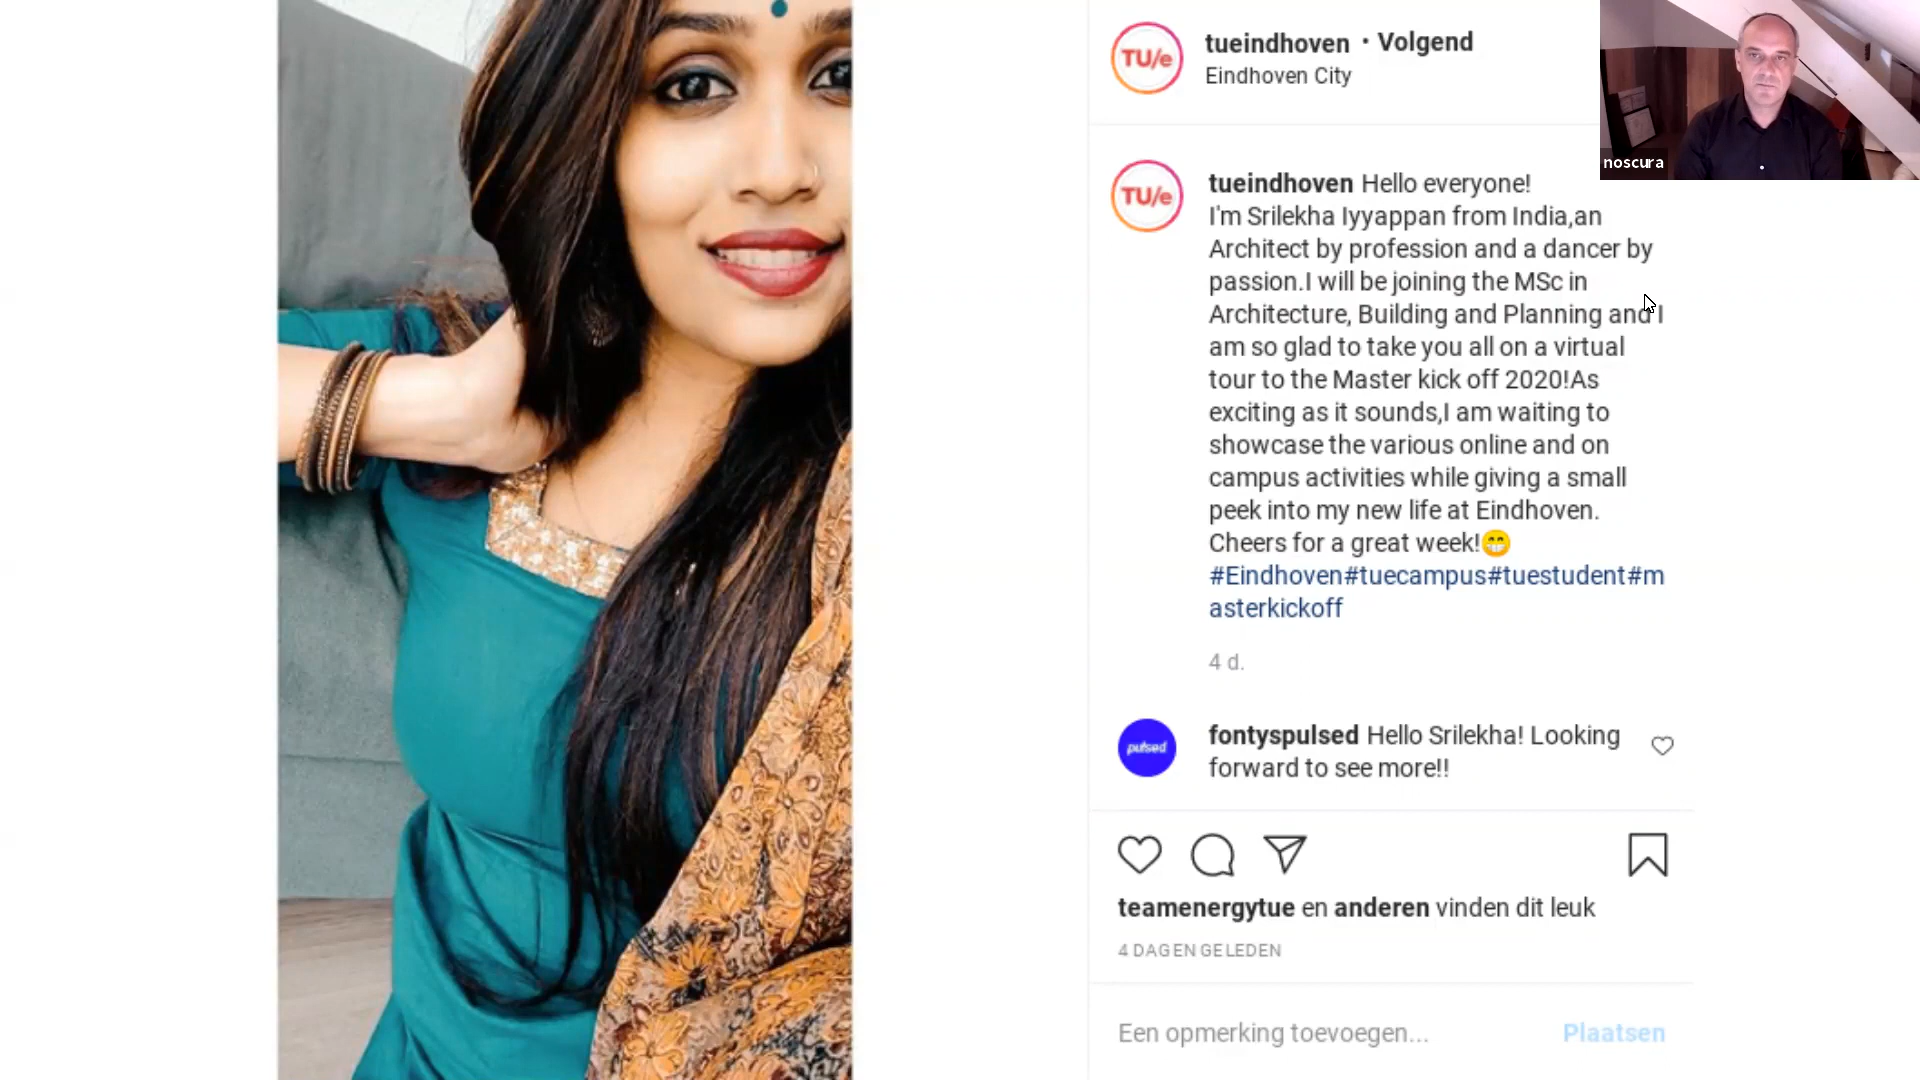 TU/e
tueindhoven • Volgend
Eindhoven City
noscura
TU/e
tueindhoven Hello everyone!
I'm Srilekha Iyyappan from India,an
Architect by profession and a dancer by
passion.I will be joining the MSc in
Architecture, Building and Planning and I
am so glad to take you all on a virtual
tour to the Master kick off 2020!As
exciting as it sounds,I am waiting to
showcase the various online and on
campus activities while giving a small
peek into my new life at Eindhoven.
Cheers for a great week!😁
#Eindhoven#tuecampus#tuestudent#m
asterkickoff
4 d.
pulsed
fontyspulsed Hello Srilekha! Looking
forward to see more!!
teamenergytue en anderen vinden dit leuk
4 DAGEN GELEDEN
Een opmerking toevoegen... Plaatsen